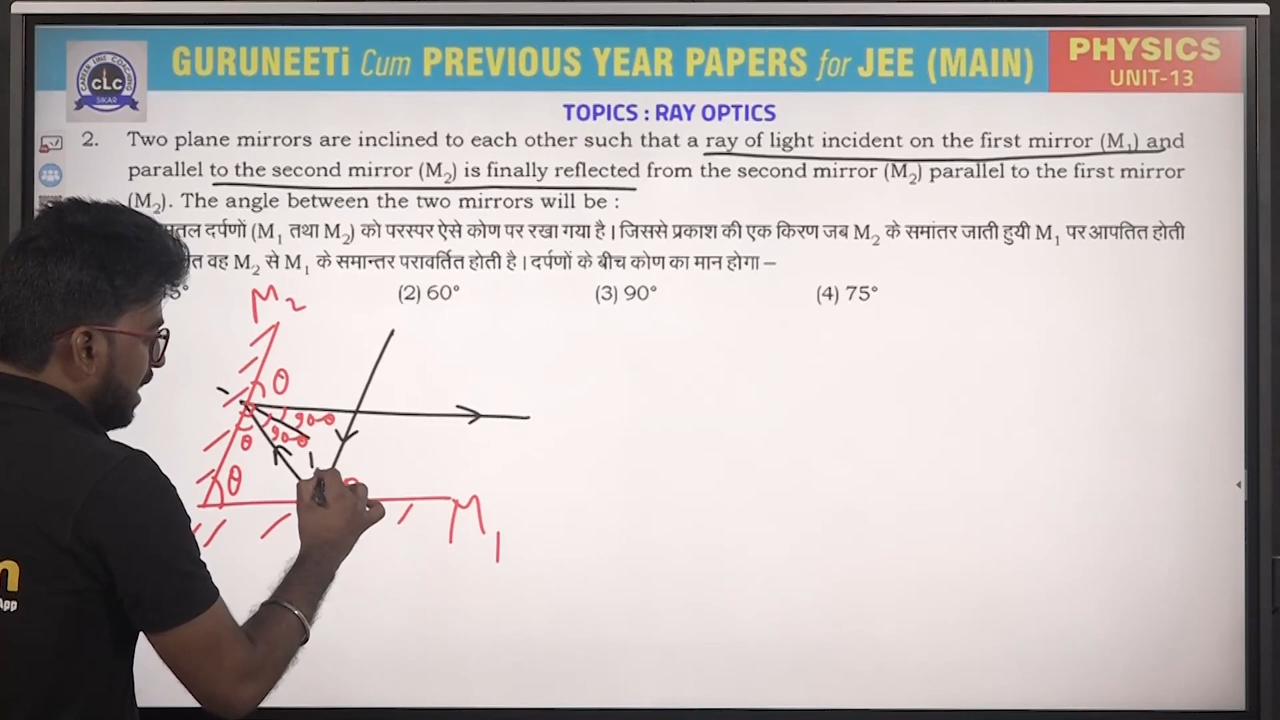 GURUNEETi Cum PREVIOUS YEAR PAPERS for JEE (MAIN)
PHYSICS
UNIT-13
CLC
SIKAR
TOPICS : RAY OPTICS
2. Two plane mirrors are inclined to each other such that a ray of light incident on the first mirror (M₁) and
parallel to the second mirror (M₂) is finally reflected from the second mirror (M₂) parallel to the first mirror
(M₂). The angle between the two mirrors will be :
दर्पणों (M₁ तथा M₂) को परस्पर ऐसे कोण पर रखा गया है। जिससे प्रकाश की एक किरण जब M₂ के समांतर जाती हुयी M₁ पर आपतित होती
वह M₂ से M₁ के समान्तर परावर्तित होती है। दर्पणों के बीच कोण का मान होगा –
(2) 60° (3) 90° (4) 75°
M₂
θ
90-θ
θ 90-θ
θ
M₁
App